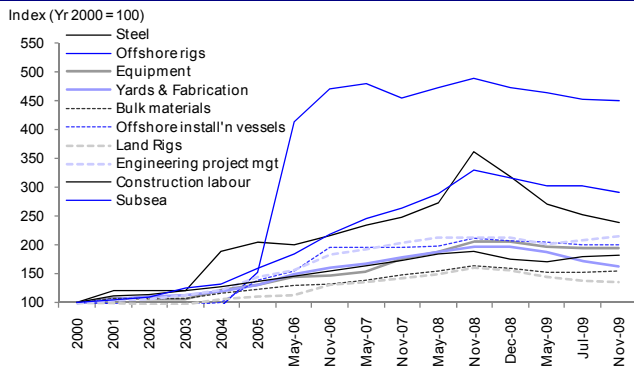 Index (Yr 2000 = 100)
550
500
450
400
350
300
250
200
150
100
Steel
Offshore rigs
Equipment
Yards & Fabrication
Bulk materials
Offshore install'n vessels
Land Rigs
Engineering project mgt
Construction labour
Subsea
2000
2001
2002
2003
2004
2005
May-06
Nov-06
May-07
Nov-07
May-08
Nov-08
Dec-08
May-09
Jul-09
Nov-09